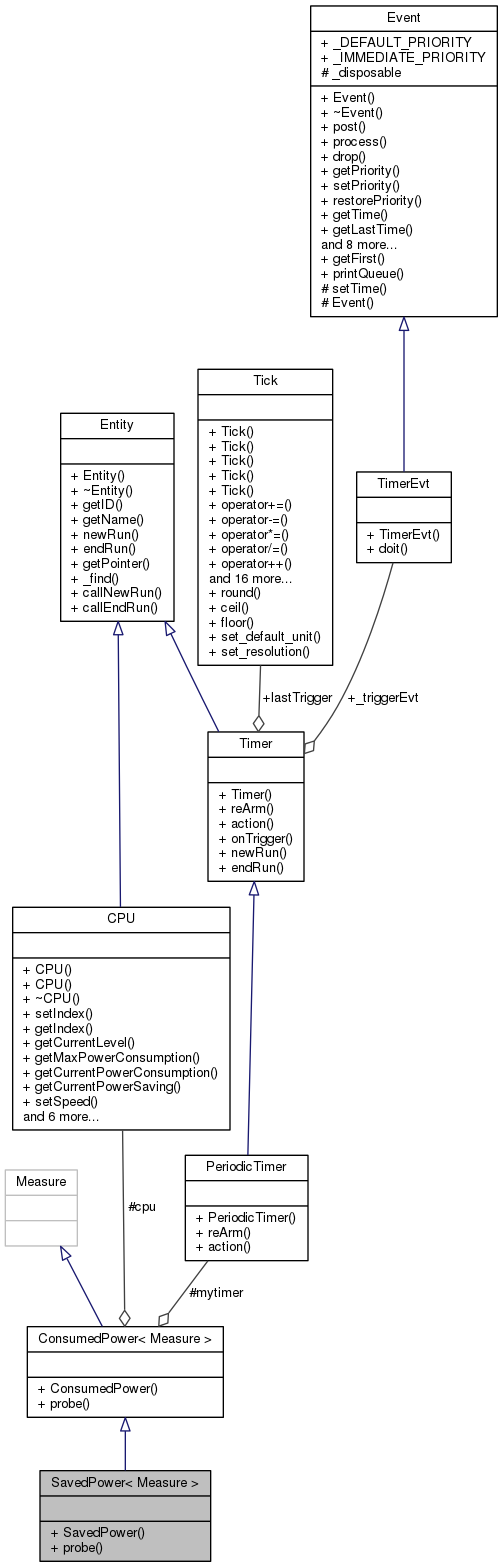 Event
+ _DEFAULT_PRIORITY
+ _IMMEDIATE_PRIORITY
# _disposable
+ Event()
+ ~Event()
+ post()
+ process()
+ drop()
+ getPriority()
+ setPriority()
+ restorePriority()
+ getTime()
+ getLastTime()
and 8 more...
+ getFirst()
+ printQueue()
# setTime()
# Event()
Tick
+ Tick()
+ Tick()
+ Tick()
+ Tick()
+ Tick()
+ operator+=()
+ operator-=()
+ operator*=()
+ operator/=()
+ operator++()
and 16 more...
+ round()
+ ceil()
+ floor()
+ set_default_unit()
+ set_resolution()
Entity
+ Entity()
+ ~Entity()
+ getID()
+ getName()
+ newRun()
+ endRun()
+ getPointer()
+ _find()
+ callNewRun()
+ callEndRun()
TimerEvt
+ TimerEvt()
+ doit()
+lastTrigger
+_triggerEvt
Timer
+ Timer()
+ reArm()
+ action()
+ onTrigger()
+ newRun()
+ endRun()
CPU
+ CPU()
+ CPU()
+ ~CPU()
+ setIndex()
+ getIndex()
+ getCurrentLevel()
+ getMaxPowerConsumption()
+ getCurrentPowerConsumption()
+ getCurrentPowerSaving()
+ setSpeed()
and 6 more...
PeriodicTimer
+ PeriodicTimer()
+ reArm()
+ action()
Measure
#cpu
#mytimer
ConsumedPower< Measure >
+ ConsumedPower()
+ probe()
SavedPower< Measure >
+ SavedPower()
+ probe()